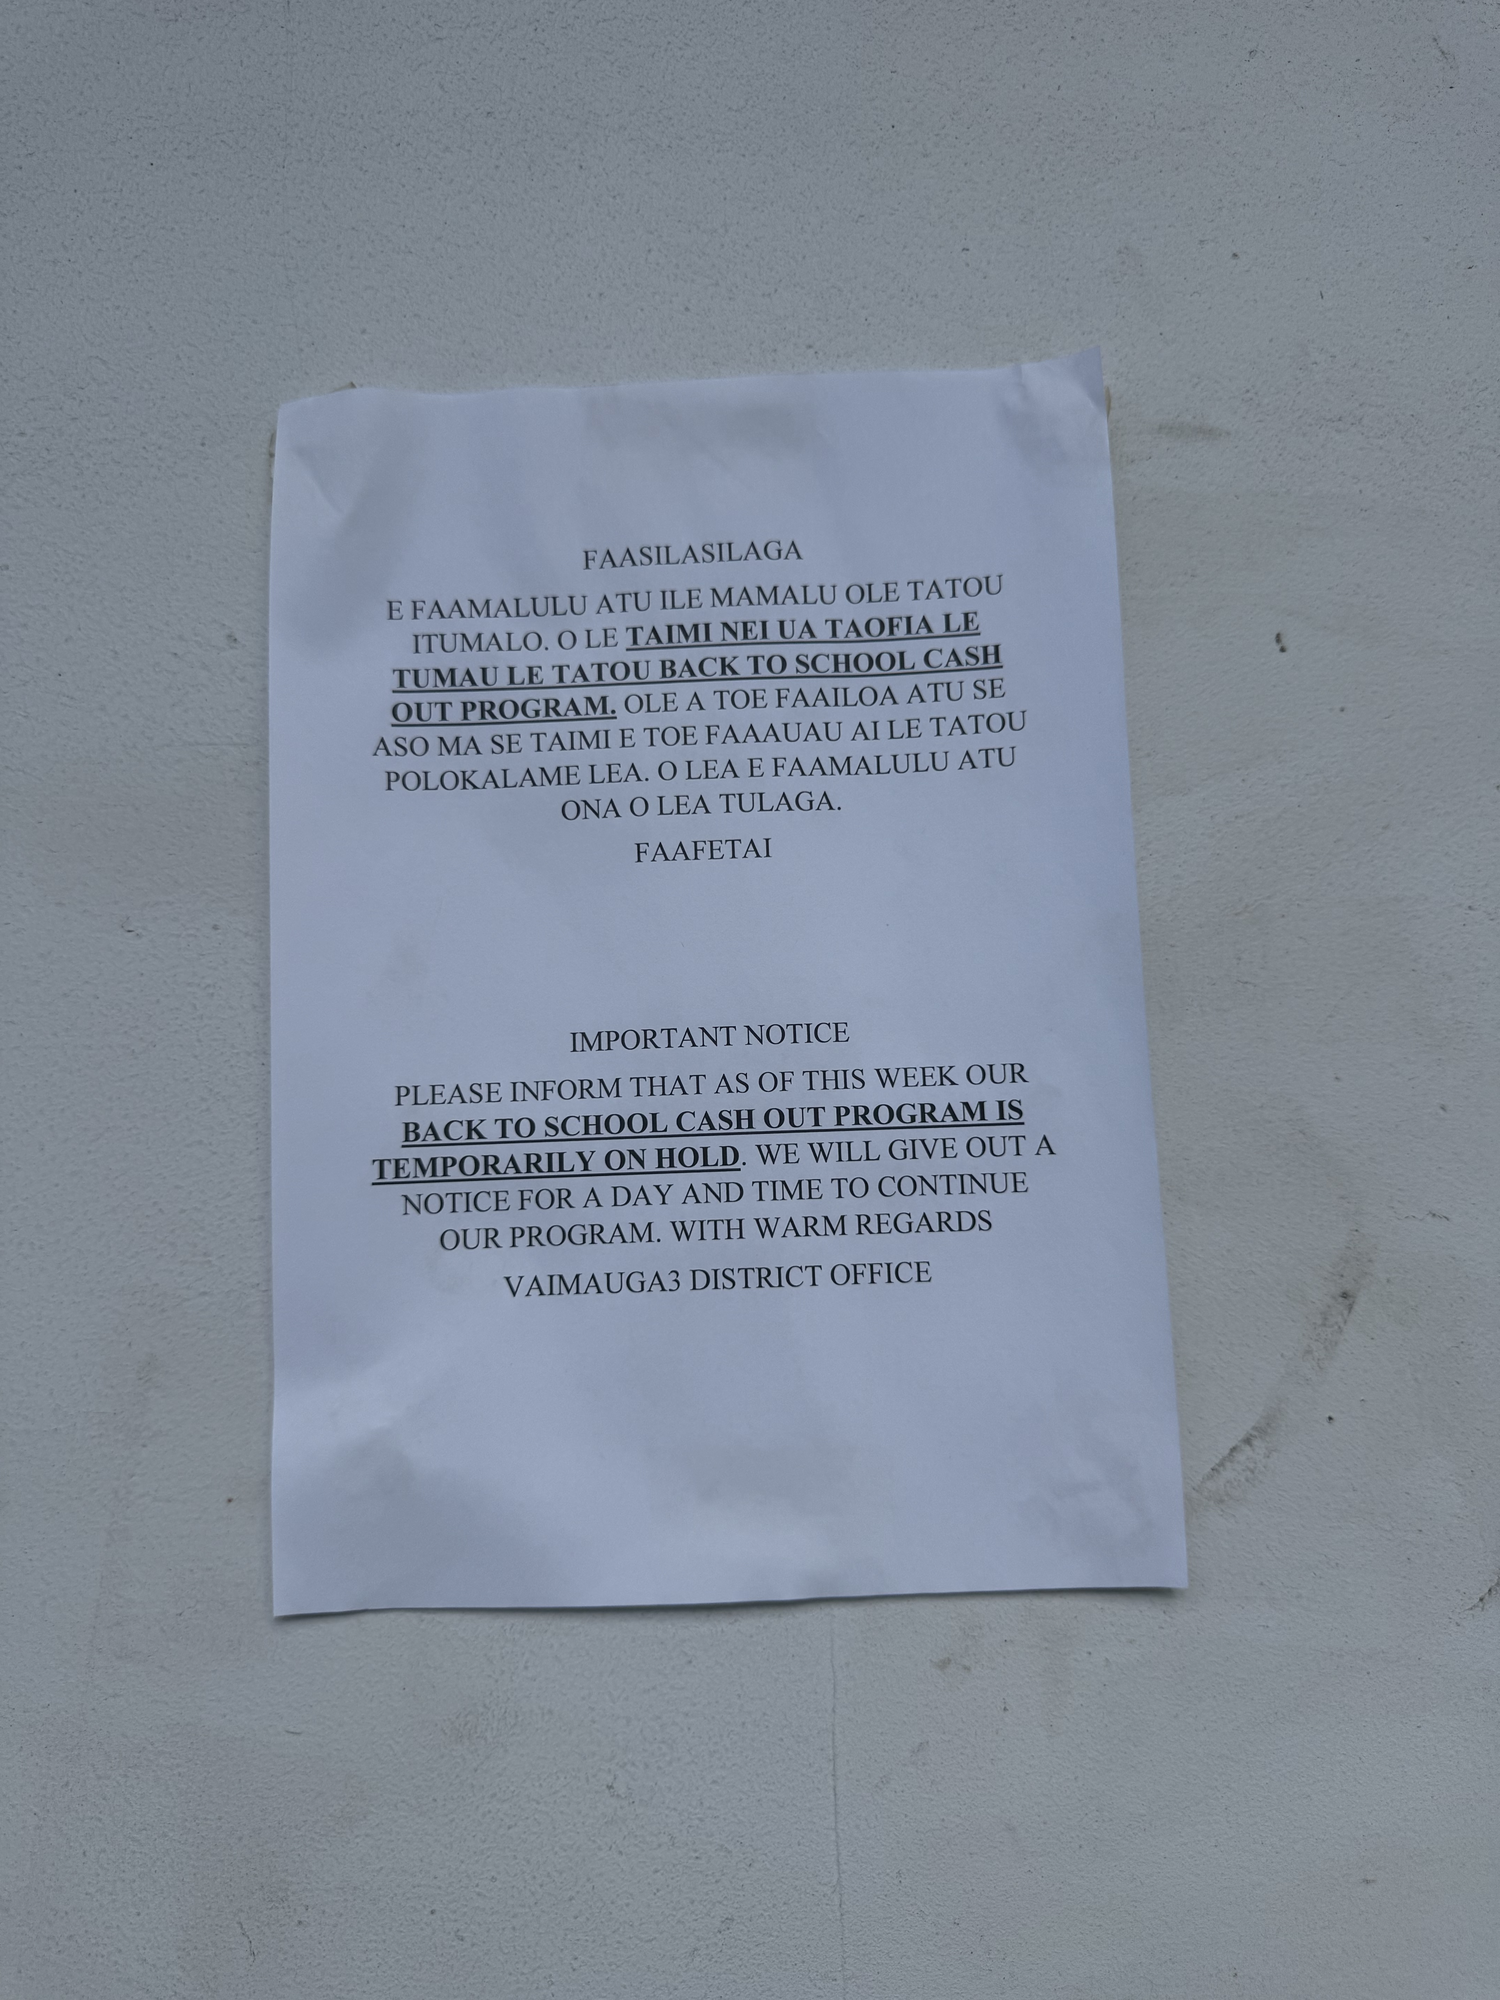 FAASILASILAGA
E FAAMALULU ATU ILE MAMALU OLE TATOU
ITUMALO. O LE TAIMI NEI UA TAOFIA LE
TUMAU LE TATOU BACK TO SCHOOL CASH
OUT PROGRAM. OLE A TOE FAAILOA ATU SE
ASO MA SE TAIMI E TOE FAAAUAU AI LE TATOU
POLOKALAME LEA. O LEA E FAAMALULU ATU
ONA O LEA TULAGA.
FAAFETAI
IMPORTANT NOTICE
PLEASE INFORM THAT AS OF THIS WEEK OUR
BACK TO SCHOOL CASH OUT PROGRAM IS
TEMPORARILY ON HOLD. WE WILL GIVE OUT A
NOTICE FOR A DAY AND TIME TO CONTINUE
OUR PROGRAM. WITH WARM REGARDS
VAIMAUGA3 DISTRICT OFFICE